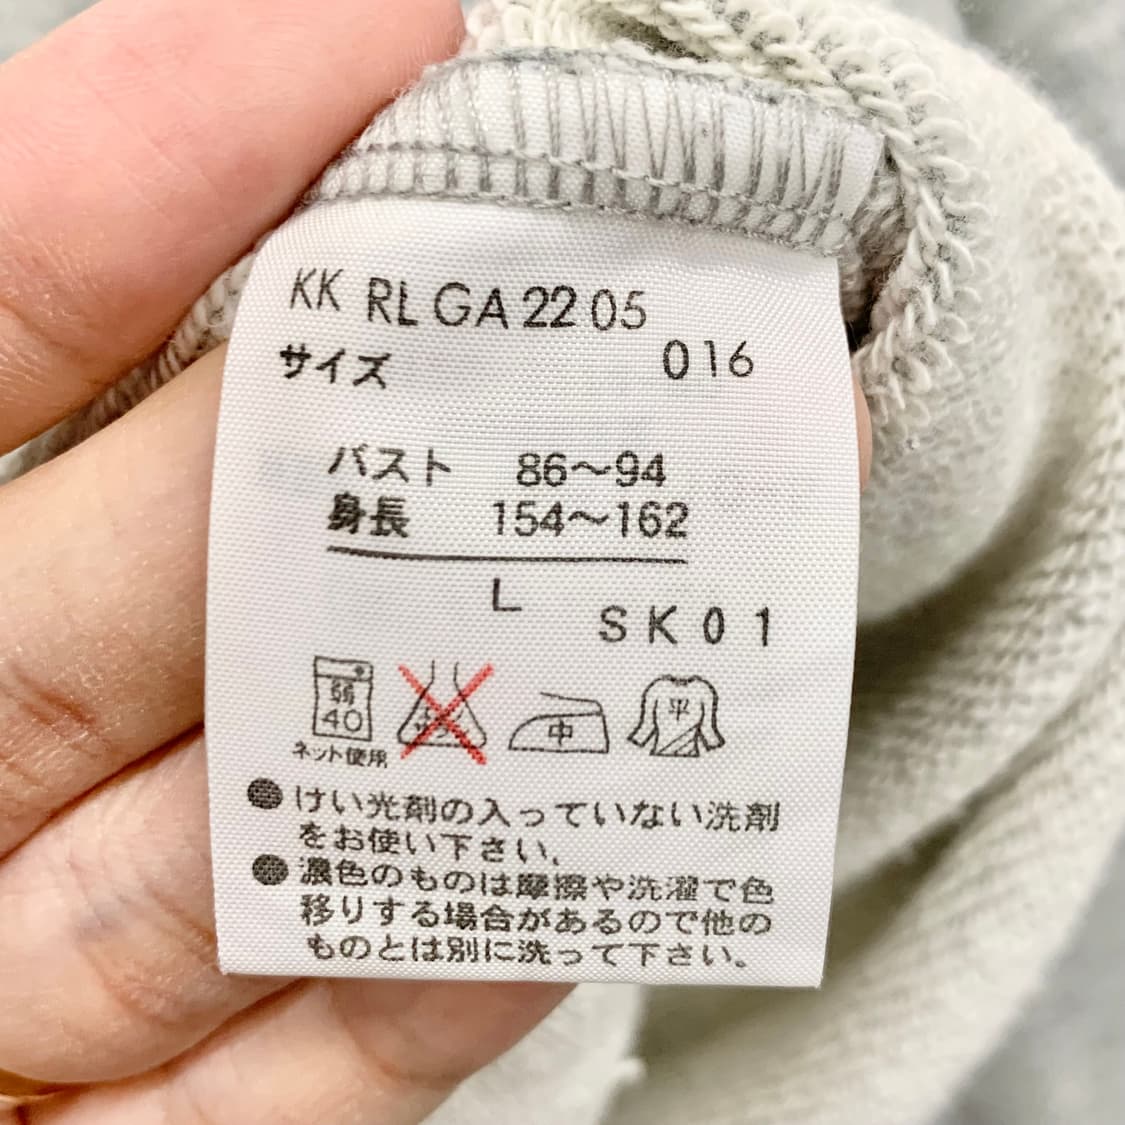 KK RLGA2205
サイズ 016
バスト 86〜94
身長 154〜162
L
SK01
弱 40 中 平
ネット使用
●けい光剤の入っていない洗剤
をお使い下さい。
●濃色のものは摩擦や洗濯で色
移りする場合があるので他の
ものとは別に洗って下さい。